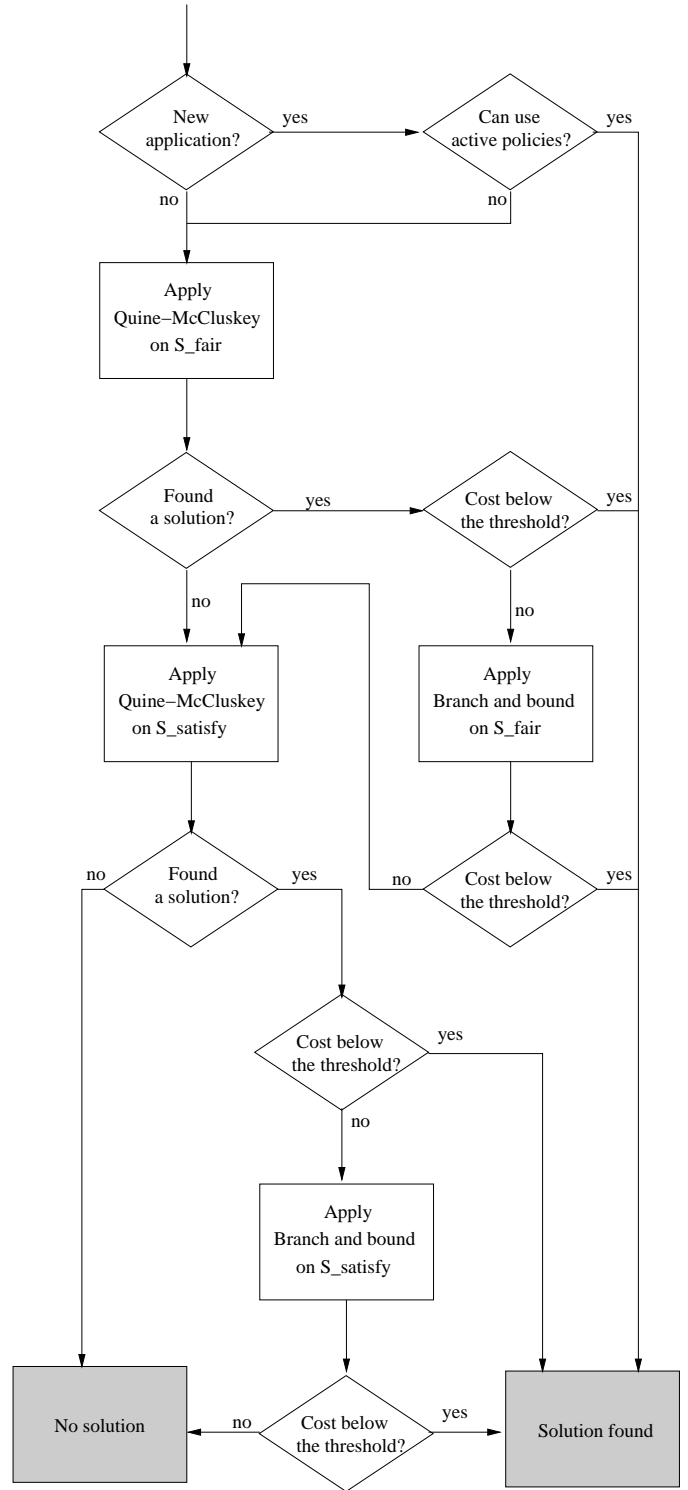 New
application?
yes
Can use
active policies?
yes
no
no
Apply
Quine−McCluskey
on S_fair
Found
a solution?
yes
Cost below
the threshold?
yes
no
no
Apply
Quine−McCluskey
on S_satisfy
Apply
Branch and bound
on S_fair
no
Found
a solution?
yes
no
Cost below
the threshold?
yes
Cost below
the threshold?
yes
no
Apply
Branch and bound
on S_satisfy
No solution
no
Cost below
the threshold?
yes
Solution found